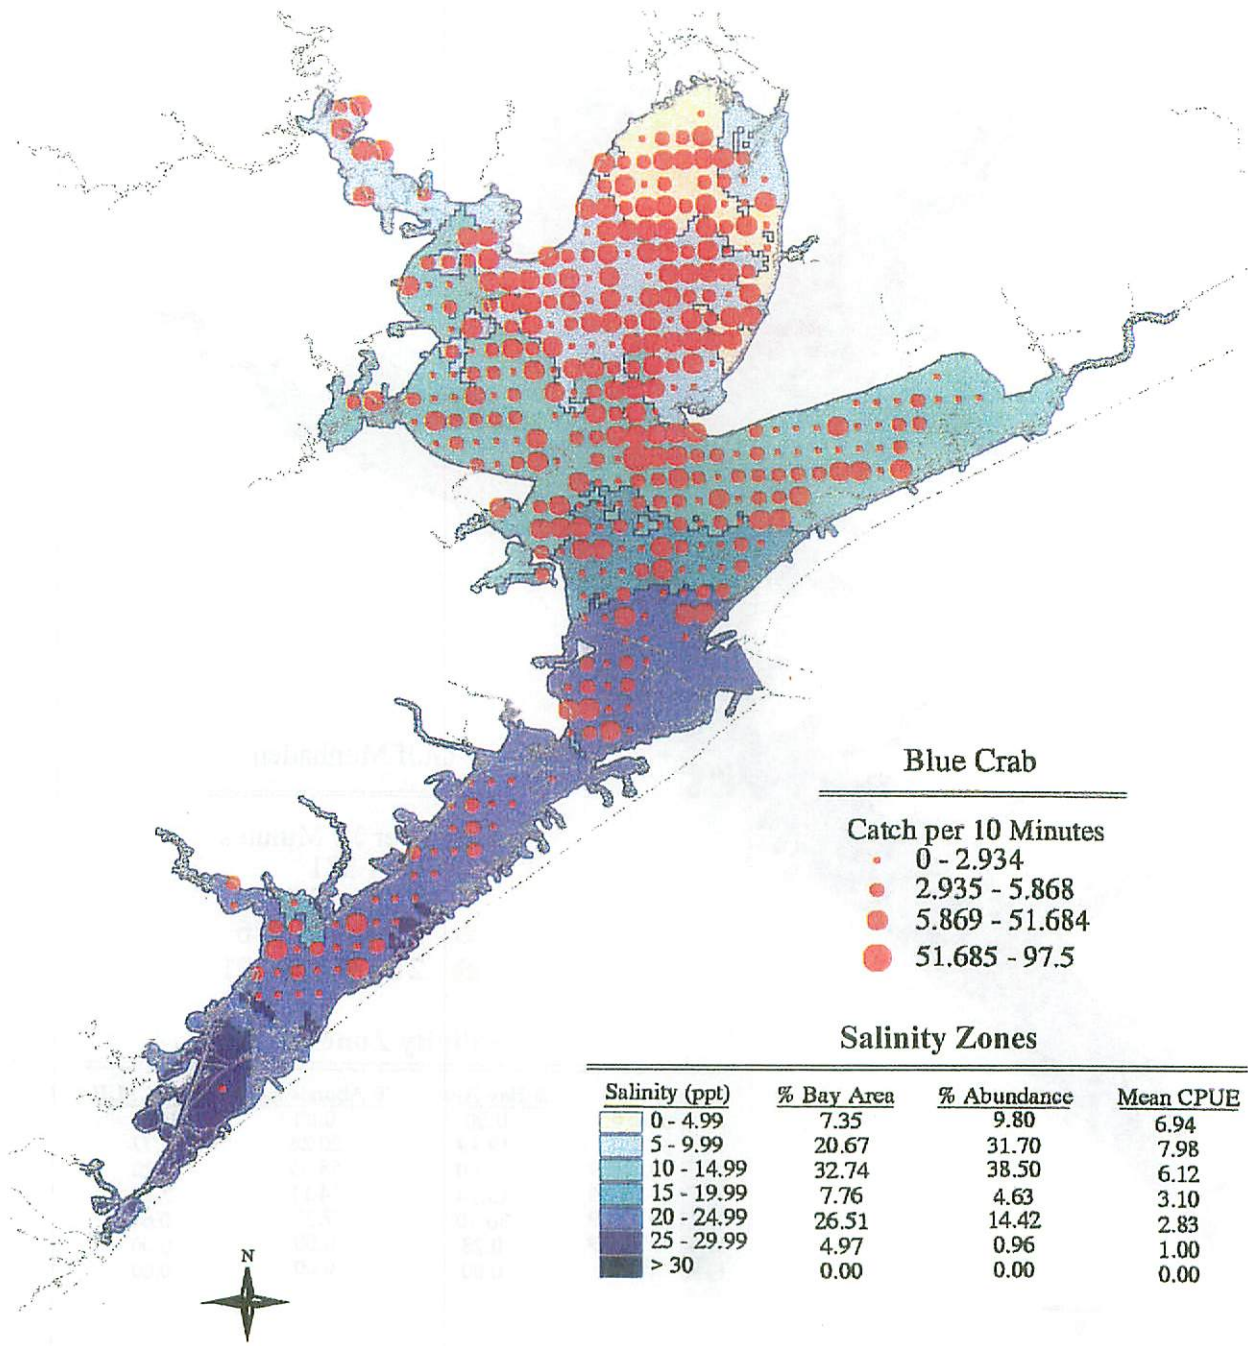 Blue Crab
Catch per 10 Minutes
0 - 2.934
2.935 - 5.868
5.869 - 51.684
51.685 - 97.5
Salinity Zones
Salinity (ppt) % Bay Area % Abundance Mean CPUE
0 - 4.99 7.35 9.80 6.94
5 - 9.99 20.67 31.70 7.98
10 - 14.99 32.74 38.50 6.12
15 - 19.99 7.76 4.63 3.10
20 - 24.99 26.51 14.42 2.83
25 - 29.99 4.97 0.96 1.00
> 30 0.00 0.00 0.00
N